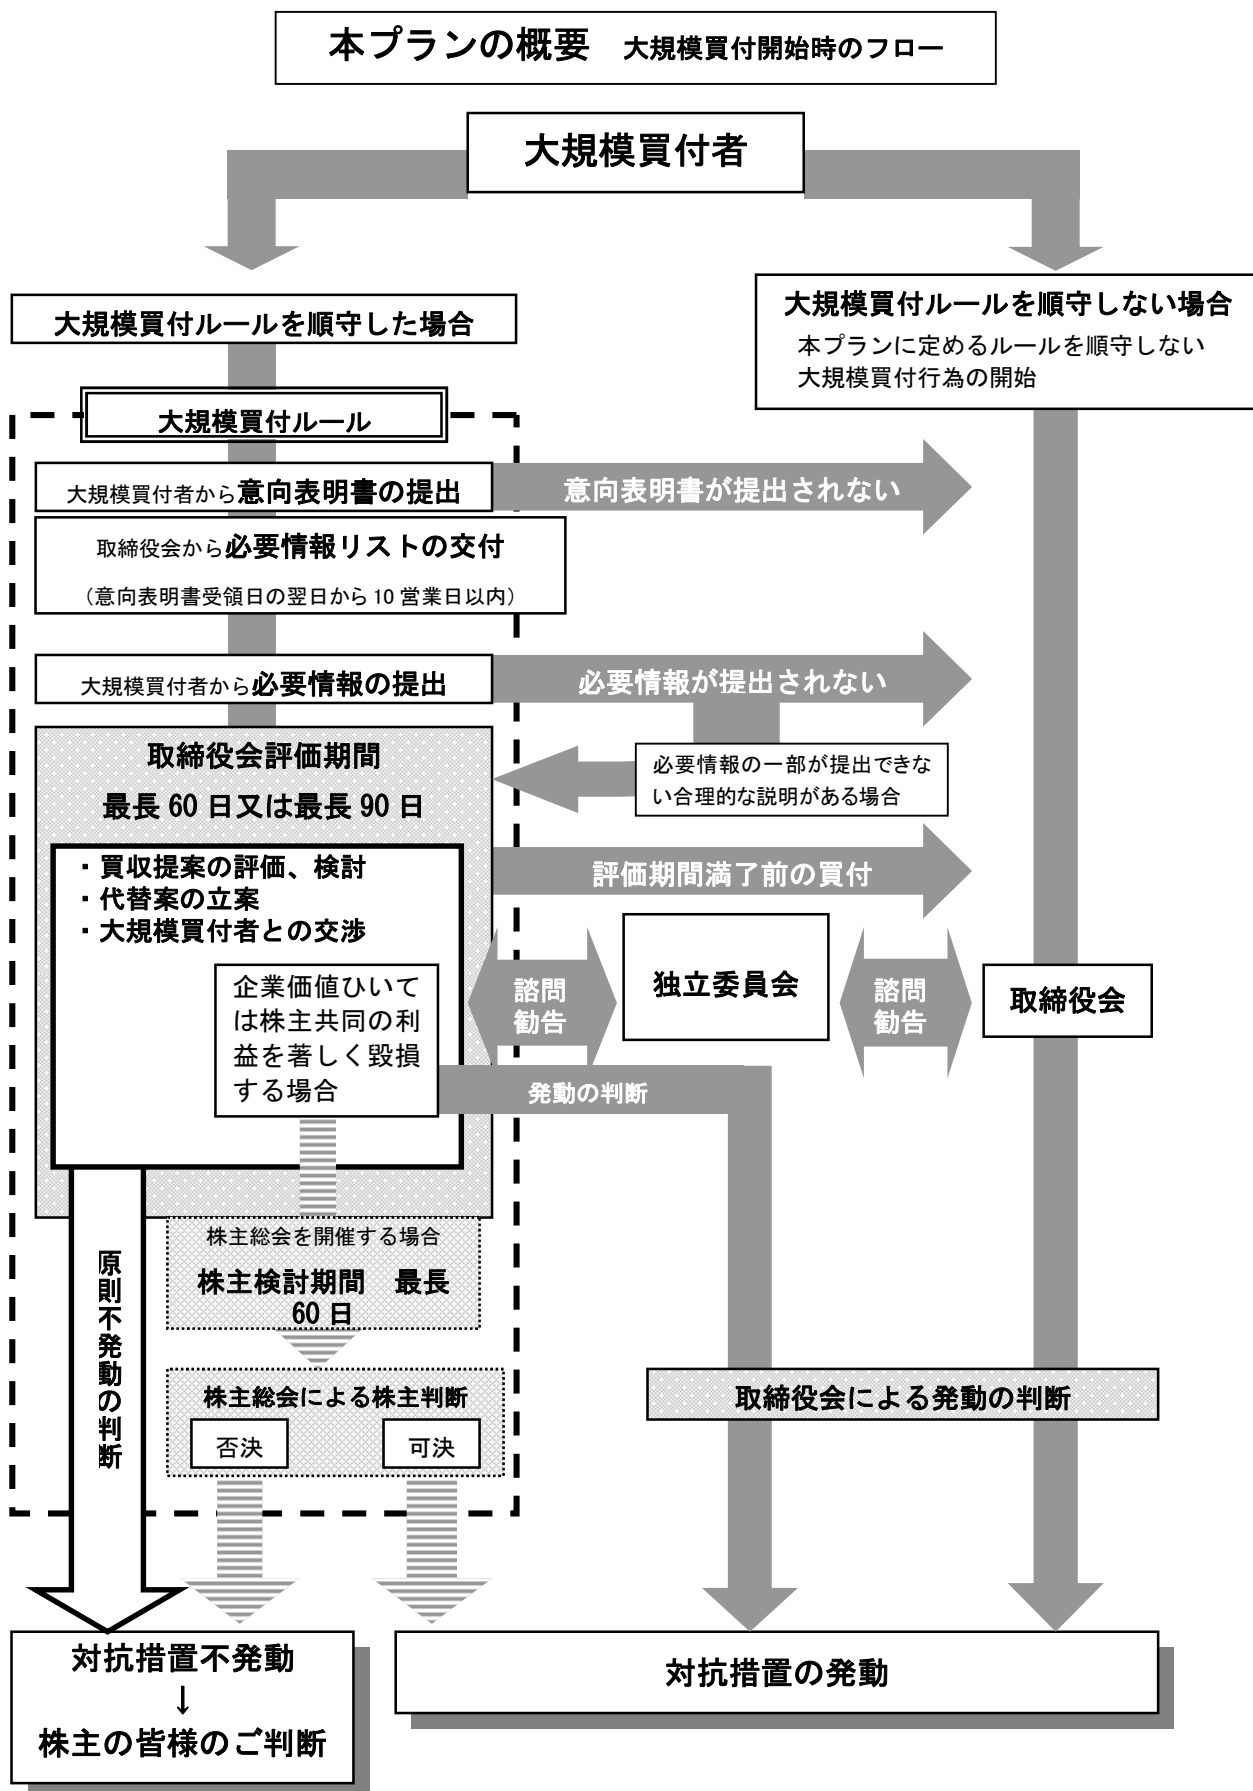 本プランの概要　大規模買付開始時のフロー
大規模買付者
大規模買付ルールを順守した場合
大規模買付ルールを順守しない場合
本プランに定めるルールを順守しない
大規模買付行為の開始
大規模買付ルール
大規模買付者から意向表明書の提出
意向表明書が提出されない
取締役会から必要情報リストの交付
（意向表明書受領日の翌日から 10 営業日以内）
大規模買付者から必要情報の提出
必要情報が提出されない
必要情報の一部が提出できな
い合理的な説明がある場合
取締役会評価期間
最長 60 日又は最長 90 日
・買収提案の評価、検討
・代替案の立案
・大規模買付者との交渉
評価期間満了前の買付
企業価値ひいて
は株主共同の利
益を著しく毀損
する場合
諮問
勧告
独立委員会
諮問
勧告
取締役会
発動の判断
原則不発動の判断
株主総会を開催する場合
株主検討期間　最長
60 日
株主総会による株主判断
否決
可決
取締役会による発動の判断
対抗措置不発動
↓
株主の皆様のご判断
対抗措置の発動